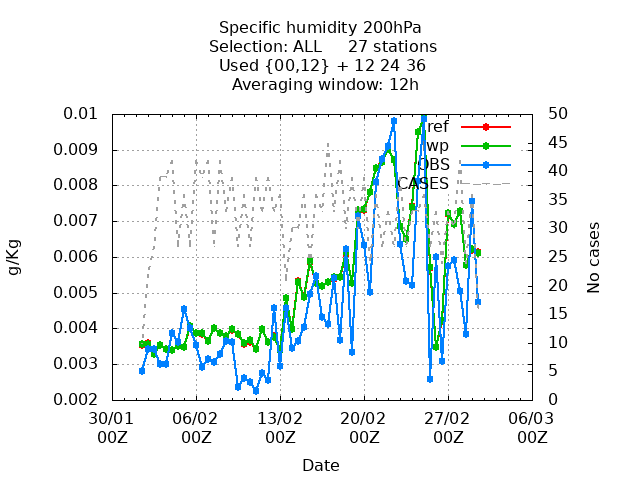 Specific humidity 200hPa
Selection: ALL 27 stations
Used {00,12} + 12 24 36
Averaging window: 12h
0.01
0.009
0.008
0.007
0.006
0.005
0.004
0.003
0.002
g/Kg
50
45
40
35
30
25
20
15
10
5
0
No cases
ref
wp
OBS
CASES
30/01 06/02 13/02 20/02 27/02 06/03
00Z 00Z 00Z 00Z 00Z 00Z
Date